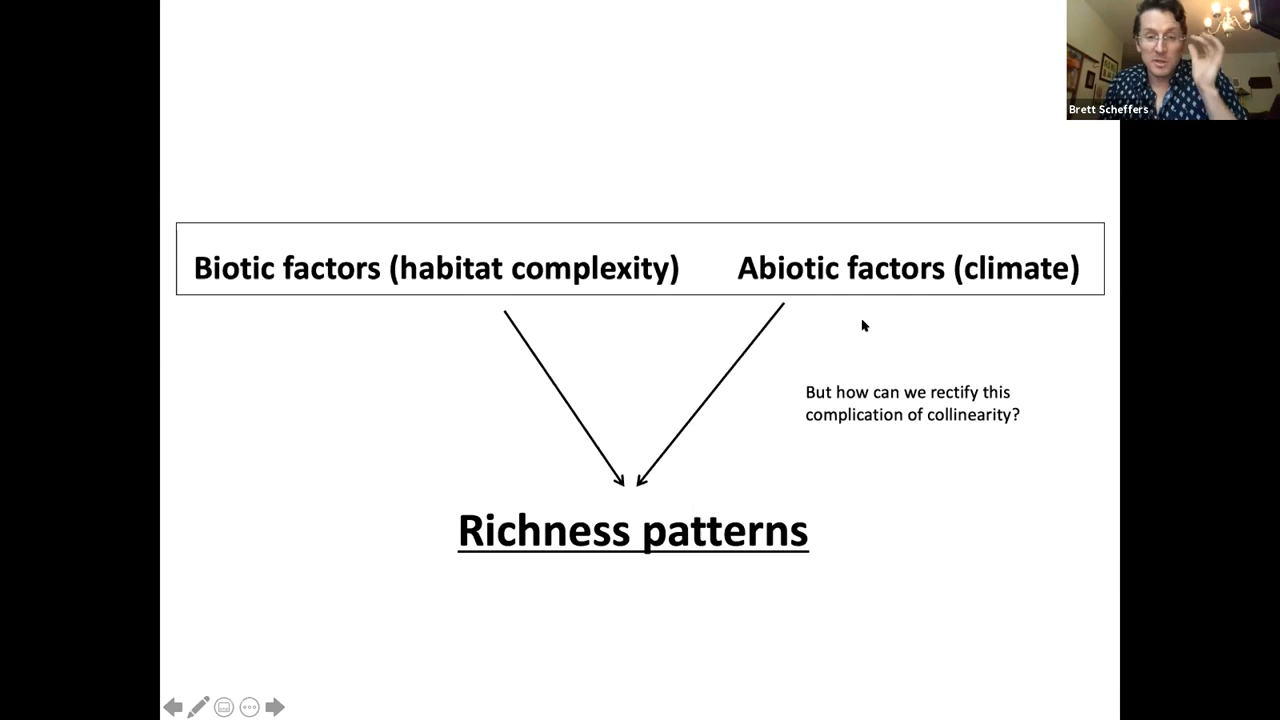 Brett Scheffers
Biotic factors (habitat complexity) Abiotic factors (climate)
But how can we rectify this
complication of collinearity?
Richness patterns